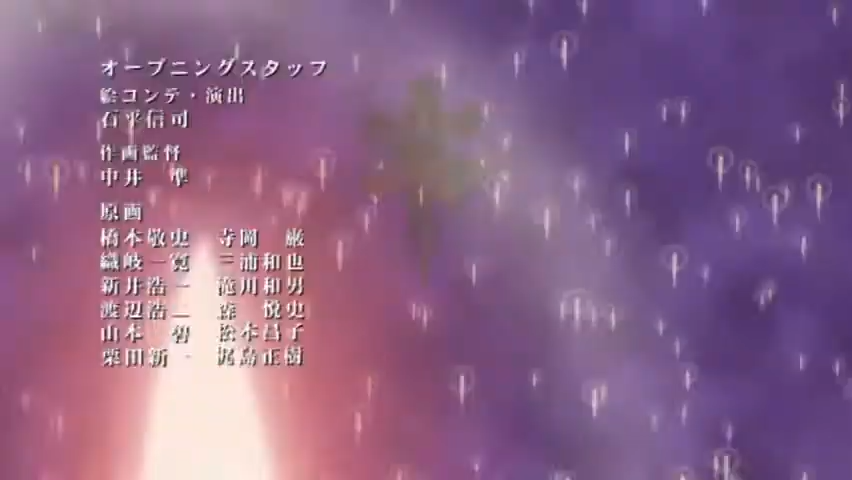 オープニングスタッフ
絵コンテ・演出
石平信司
作画監督
中井　準
原画
橋本敬史　寺岡　巌
織岐一寛　三浦和也
新井浩一　滝川和男
渡辺浩二　森　悦史
山本　碧　松本昌子
栗田新一　梶島正樹